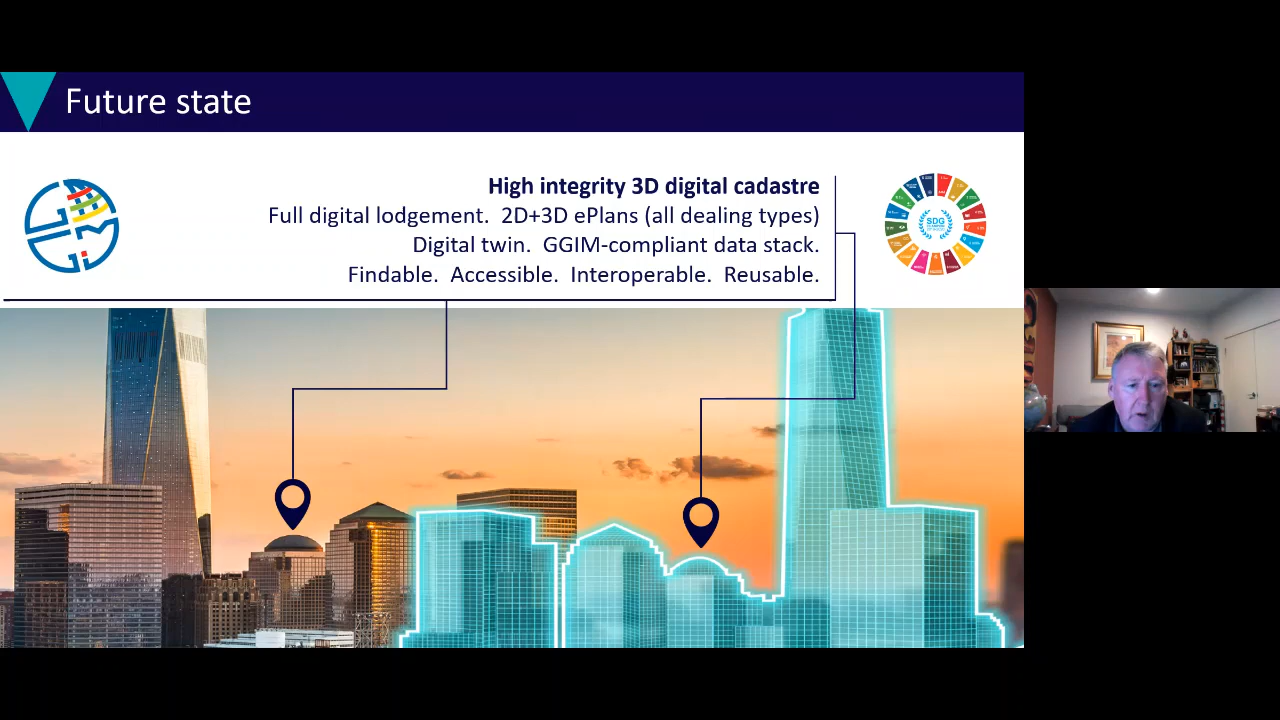 Future state
High integrity 3D digital cadastre
Full digital lodgement. 2D+3D ePlans (all dealing types)
Digital twin. GGIM-compliant data stack.
Findable. Accessible. Interoperable. Reusable.
SDG